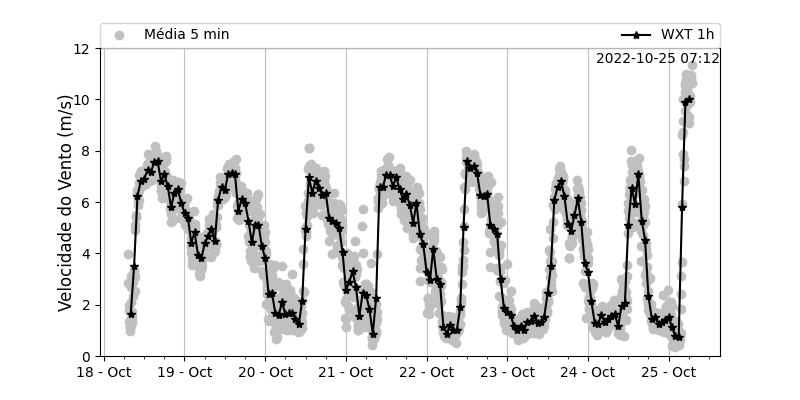 Média 5 min
WXT 1h
2022-10-25 07:12
Velocidade do Vento (m/s)
12
10
8
6
4
2
0
18 - Oct
19 - Oct
20 - Oct
21 - Oct
22 - Oct
23 - Oct
24 - Oct
25 - Oct